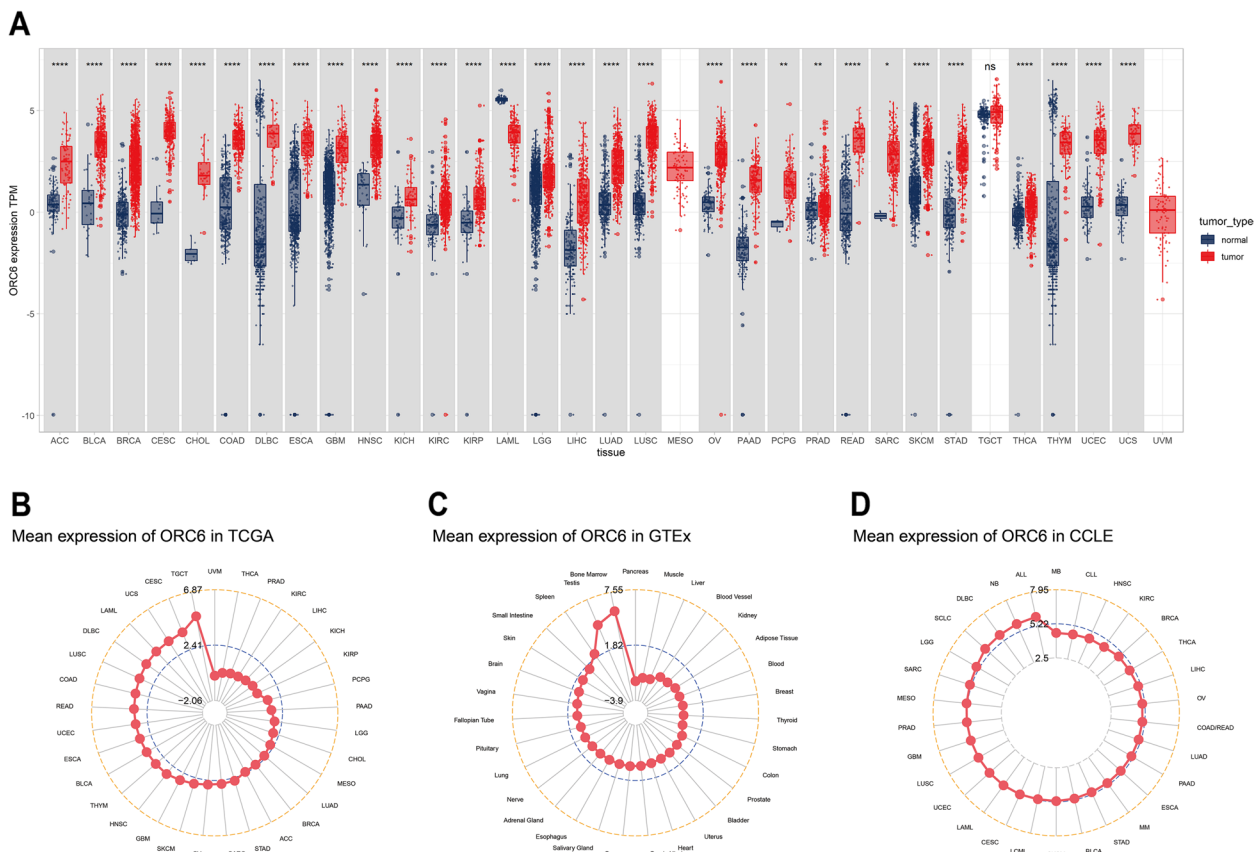 A
**** **** **** **** **** **** **** **** **** **** **** **** **** **** **** **** **** **** **** **** ** ** **** * **** **** ns **** **** **** ****
5
0
-5
-10
ORC6 expression TPM
ACC BLCA BRCA CESC CHOL COAD DLBC ESCA GBM HNSC KICH KIRC KIRP LAML LGG LIHC LUAD LUSC MESO OV PAAD PCPG PRAD READ SARC SKCM STAD TGCT THCA THYM UCEC UCS UVM
tissue
tumor_type
normal
tumor
B
Mean expression of ORC6 in TCGA
6.87
2.41
−2.06
UVM
THCA
PRAD
KIRC
LIHC
KICH
KIRP
PCPG
PAAD
LGG
CHOL
MESO
LUAD
BRCA
ACC
STAD
SKCM
GBM
HNSC
THYM
BLCA
ESCA
UCEC
READ
COAD
LUSC
DLBC
LAML
UCS
CESC
TGCT
C
Mean expression of ORC6 in GTEx
7.55
1.82
−3.9
Pancreas
Muscle
Liver
Blood Vessel
Kidney
Adipose Tissue
Blood
Breast
Thyroid
Stomach
Colon
Prostate
Bladder
Uterus
Heart
Salivary Gland
Esophagus
Adrenal Gland
Nerve
Lung
Pituitary
Fallopian Tube
Vagina
Brain
Skin
Small Intestine
Spleen
Testis
Bone Marrow
D
Mean expression of ORC6 in CCLE
7.95
5.22
2.5
MB
CLL
HNSC
KIRC
BRCA
THCA
LIHC
OV
COAD/READ
LUAD
PAAD
ESCA
MM
STAD
BLCA
LCML
CESC
LAML
UCEC
LUSC
GBM
PRAD
MESO
SARC
LGG
SCLC
DLBC
NB
ALL